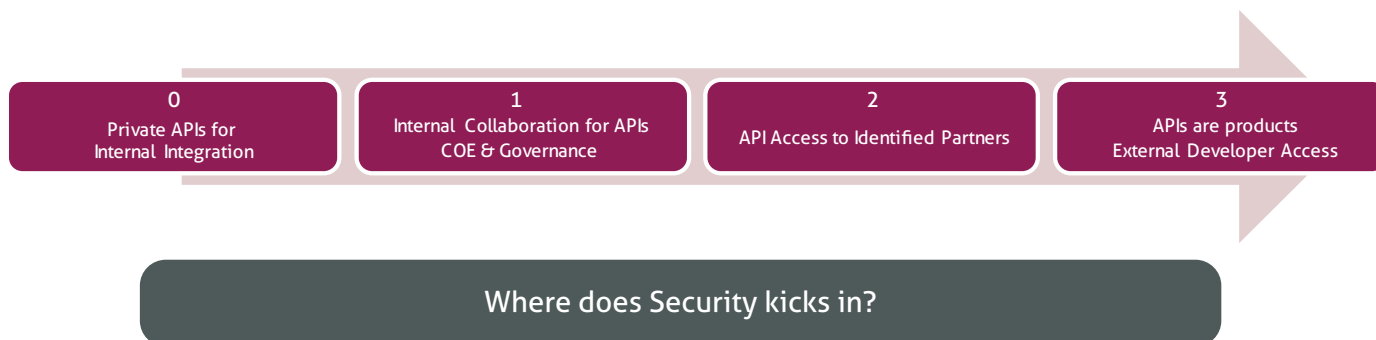 0
Private APIs for
Internal Integration
1
Internal Collaboration for APIs
COE & Governance
2
API Access to Identified Partners
3
APIs are products
External Developer Access
Where does Security kicks in?